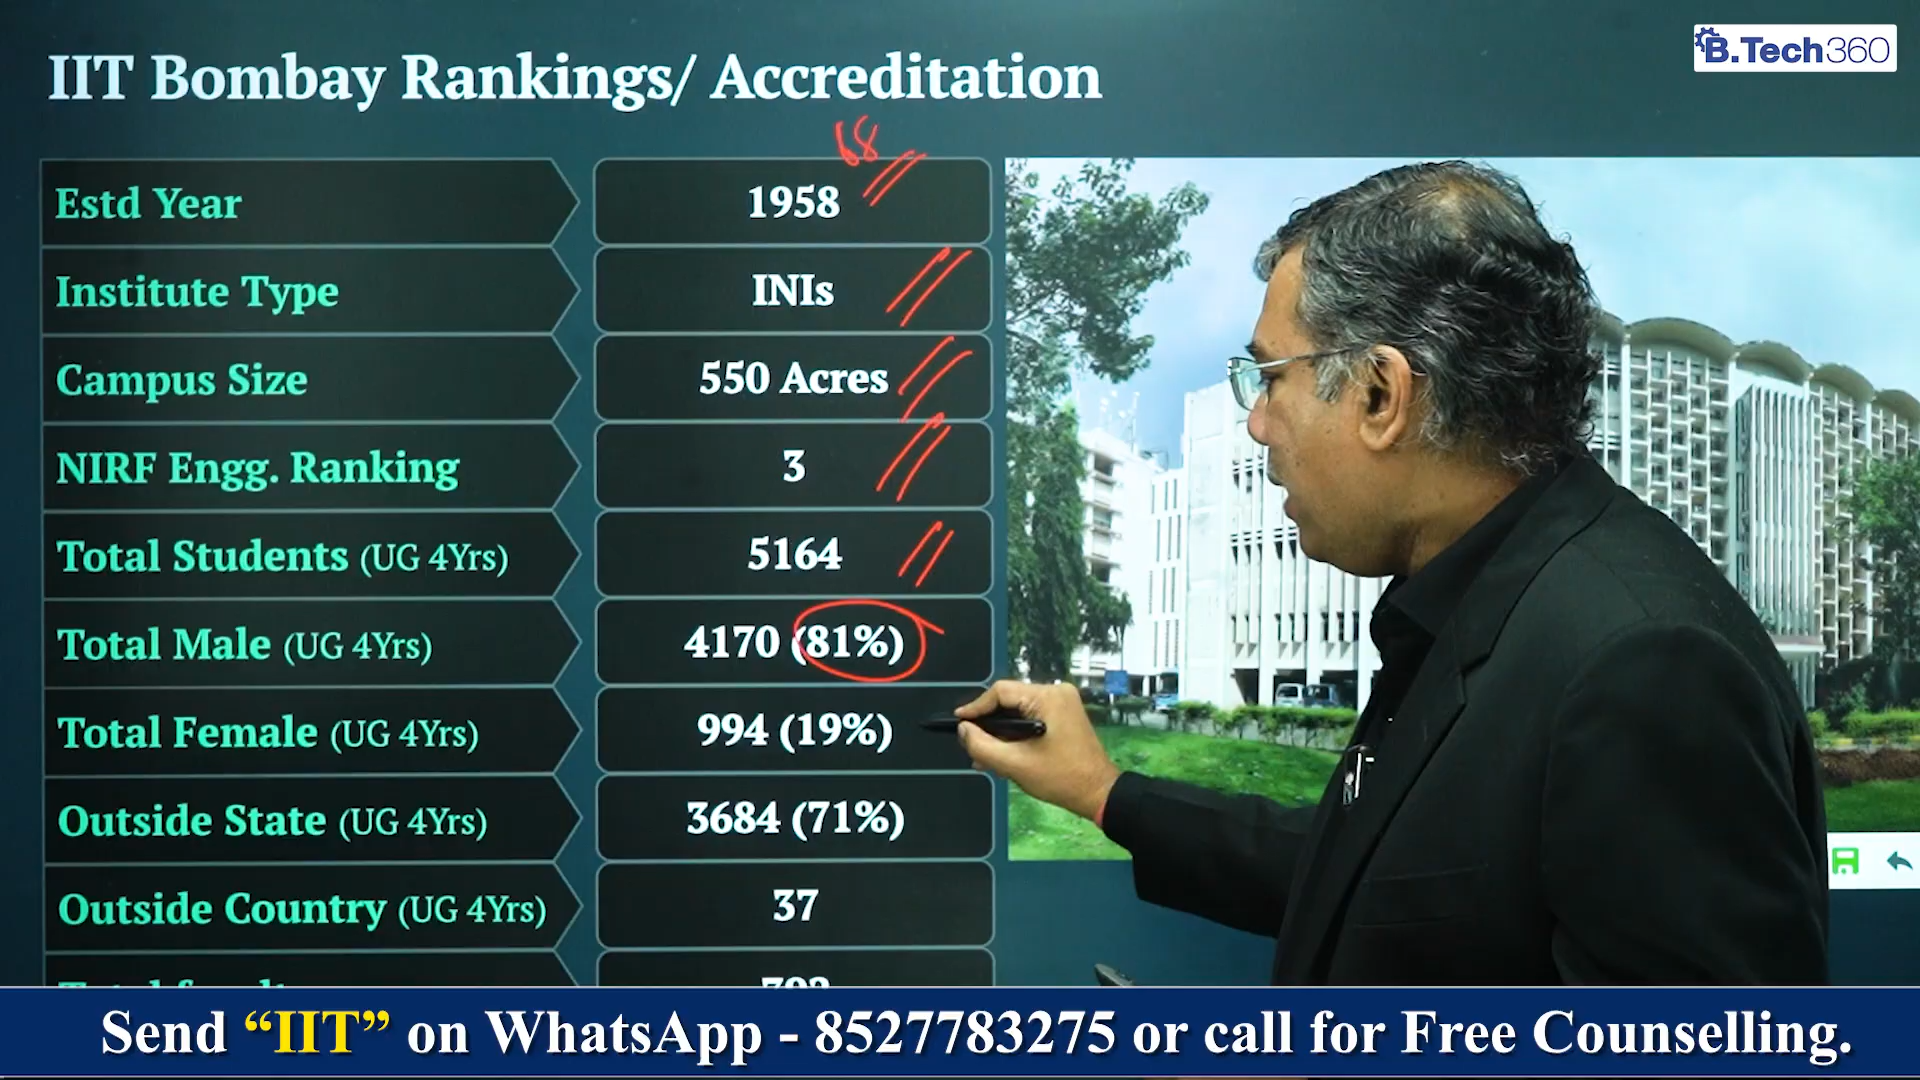 B.Tech360
IIT Bombay Rankings/ Accreditation
68
Estd Year 1958
Institute Type INIs
Campus Size 550 Acres
NIRF Engg. Ranking 3
Total Students (UG 4Yrs) 5164
Total Male (UG 4Yrs) 4170 (81%)
Total Female (UG 4Yrs) 994 (19%)
Outside State (UG 4Yrs) 3684 (71%)
Outside Country (UG 4Yrs) 37
Send “IIT” on WhatsApp - 8527783275 or call for Free Counselling.